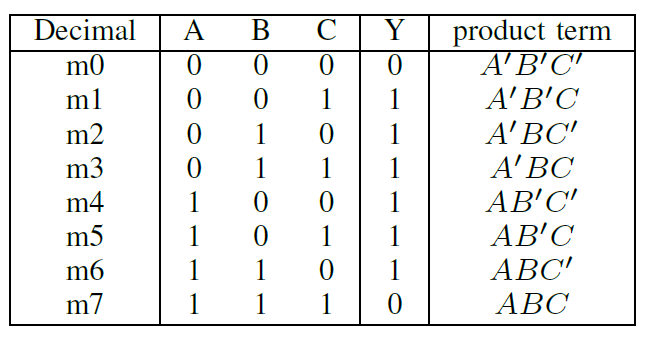 Decimal A B C Y product term
m0 0 0 0 0 A′B′C′
m1 0 0 1 1 A′B′C
m2 0 1 0 1 A′BC′
m3 0 1 1 1 A′BC
m4 1 0 0 1 AB′C′
m5 1 0 1 1 AB′C
m6 1 1 0 1 ABC′
m7 1 1 1 0 ABC